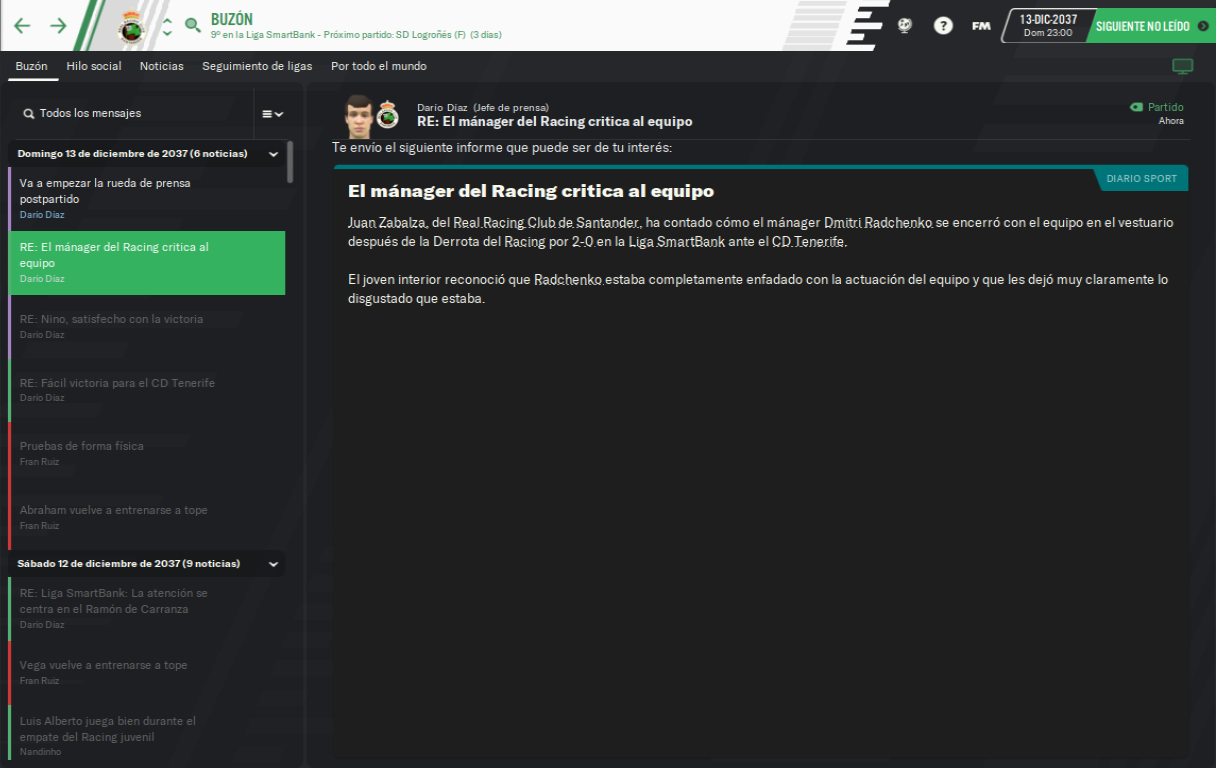 BUZÓN
9º en la Liga SmartBank - Próximo partido: SD Logroñés (F) (3 días)
?
FM
13-DIC-2037
Dom 23:00
SIGUIENTE NO LEÍDO
Buzón Hilo social Noticias Seguimiento de ligas Por todo el mundo
Todos los mensajes
Domingo 13 de diciembre de 2037 (6 noticias)
Va a empezar la rueda de prensa
postpartido
Darío Díaz
RE: El mánager del Racing critica al
equipo
Darío Díaz
RE: Nino, satisfecho con la victoria
Darío Díaz
RE: Fácil victoria para el CD Tenerife
Darío Díaz
Pruebas de forma física
Fran Ruiz
Abraham vuelve a entrenarse a tope
Fran Ruiz
Sábado 12 de diciembre de 2037 (9 noticias)
RE: Liga SmartBank: La atención se
centra en el Ramón de Carranza
Darío Díaz
Vega vuelve a entrenarse a tope
Fran Ruiz
Luis Alberto juega bien durante el
empate del Racing juvenil
Nandinho
Darío Díaz (Jefe de prensa)
RE: El mánager del Racing critica al equipo
Partido
Ahora
Te envío el siguiente informe que puede ser de tu interés:
DIARIO SPORT
El mánager del Racing critica al equipo
Juan Zabalza, del Real Racing Club de Santander, ha contado cómo el mánager Dmitri Radchenko se encerró con el equipo en el vestuario
después de la Derrota del Racing por 2-0 en la Liga SmartBank ante el CD Tenerife.
El joven interior reconoció que Radchenko estaba completamente enfadado con la actuación del equipo y que les dejó muy claramente lo
disgustado que estaba.